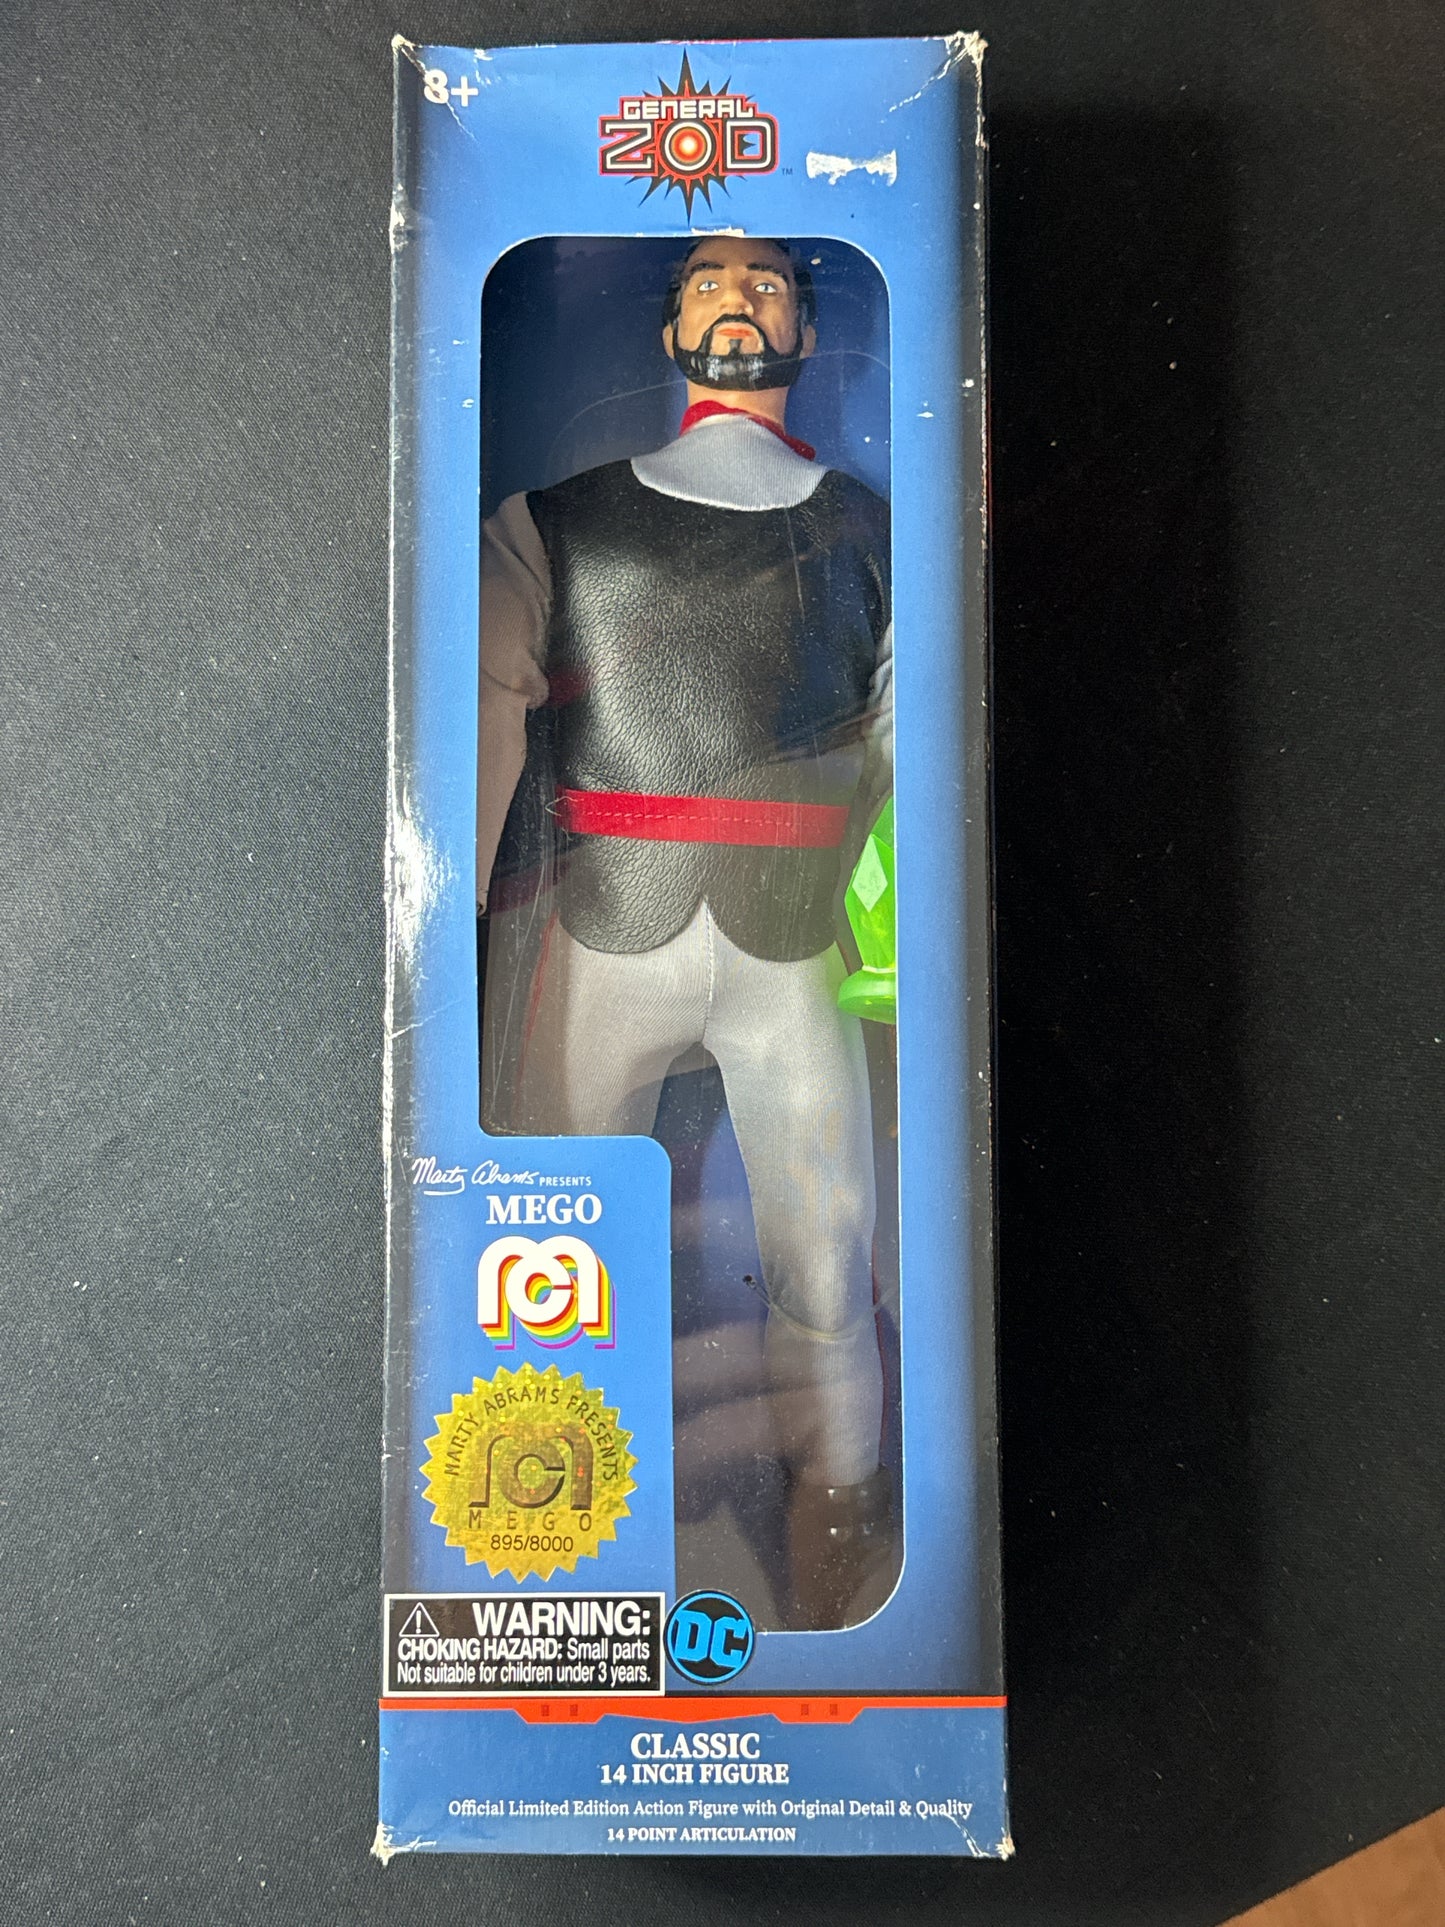 8+
GENERAL
ZOD
TM
Marty Abrams PRESENTS
MEGO
MARTY ABRAMS PRESENTS
MEGO
895/8000
WARNING:
CHOKING HAZARD: Small parts
Not suitable for children under 3 years.
DC
CLASSIC
14 INCH FIGURE
Official Limited Edition Action Figure with Original Detail & Quality
14 POINT ARTICULATION